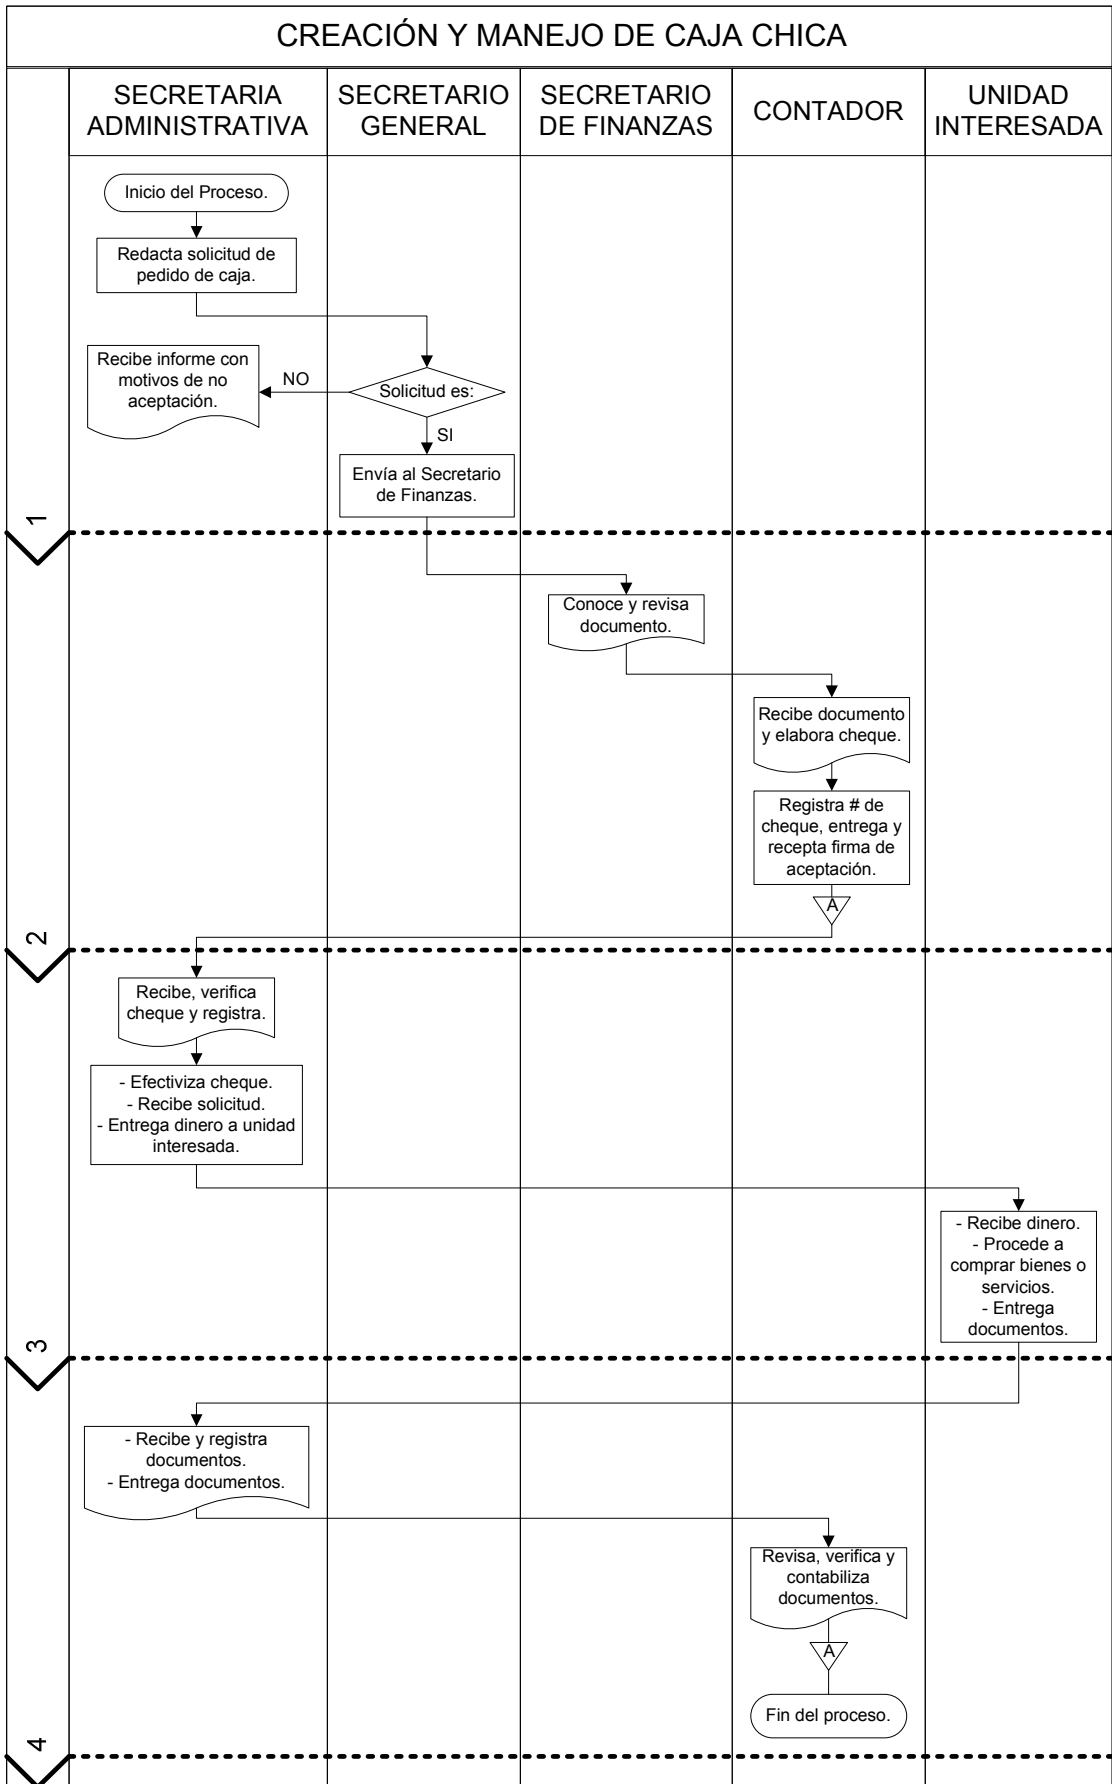 CREACIÓN Y MANEJO DE CAJA CHICA
SECRETARIA
ADMINISTRATIVA
SECRETARIO
GENERAL
SECRETARIO
DE FINANZAS
CONTADOR
UNIDAD
INTERESADA
Inicio del Proceso.
Redacta solicitud de
pedido de caja.
Recibe informe con
motivos de no
aceptación.
NO
Solicitud es:
SI
Envía al Secretario
de Finanzas.
1
Conoce y revisa
documento.
Recibe documento
y elabora cheque.
Registra # de
cheque, entrega y
recepta firma de
aceptación.
A
2
Recibe, verifica
cheque y registra.
- Efectiviza cheque.
- Recibe solicitud.
- Entrega dinero a unidad
interesada.
- Recibe dinero.
- Procede a
comprar bienes o
servicios.
- Entrega
documentos.
3
- Recibe y registra
documentos.
- Entrega documentos.
Revisa, verifica y
contabiliza
documentos.
A
Fin del proceso.
4